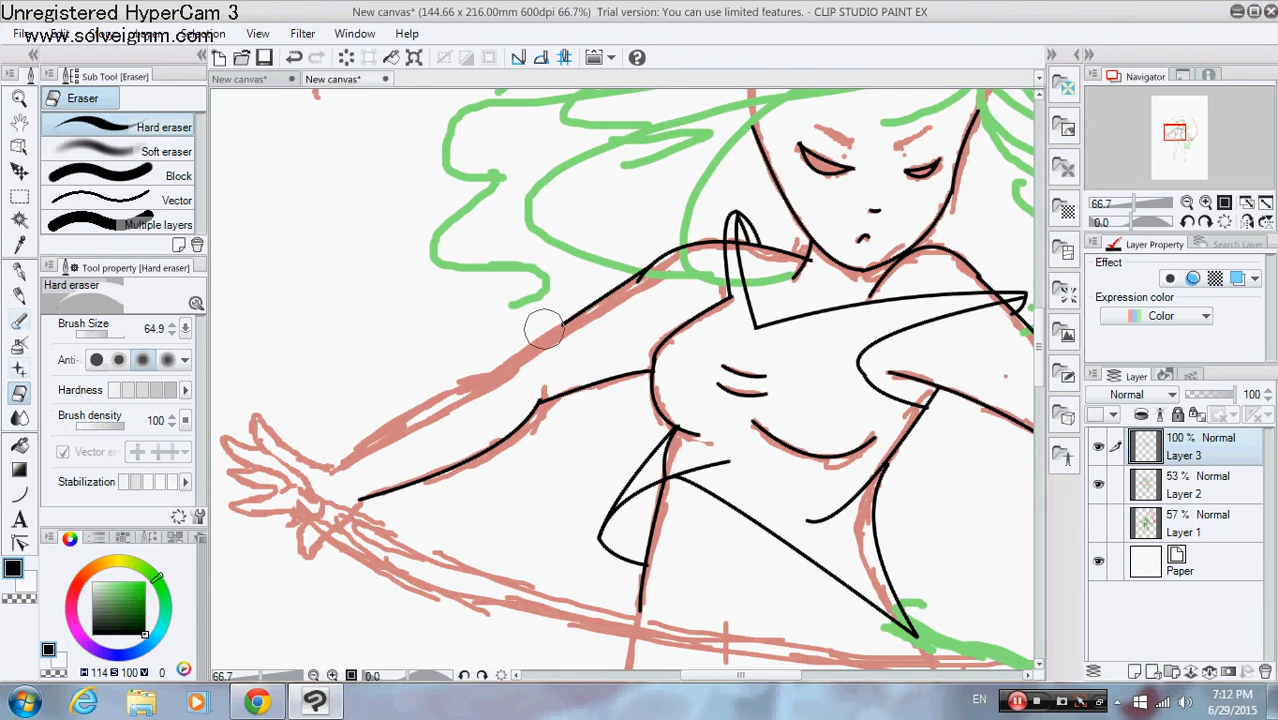 Unregistered HyperCam 3
New canvas* (144.66 x 216.00mm 600dpi 66.7%) Trial version: You can use limited features. - CLIP STUDIO PAINT EX
www.solveigmm.com
View Filter Window Help
Sub Tool [Eraser]
New canvas* New canvas*
Navigator
Eraser
Hard eraser
Soft eraser
Block
Vector
Multiple layers
66.7
0.0
Layer Property Search Layer
Tool property [Hard eraser]
Effect
Hard eraser
Expression color
Color
Brush Size 64.9
Anti-
Hardness
Layer
Brush density 100
Normal 100
Vector er
100 % Normal
Layer 3
Stabilization
53 % Normal
Layer 2
57 % Normal
Layer 1
Paper
H 114 S 100 V 0
66.7 0.0
EN
7:12 PM
6/29/2015